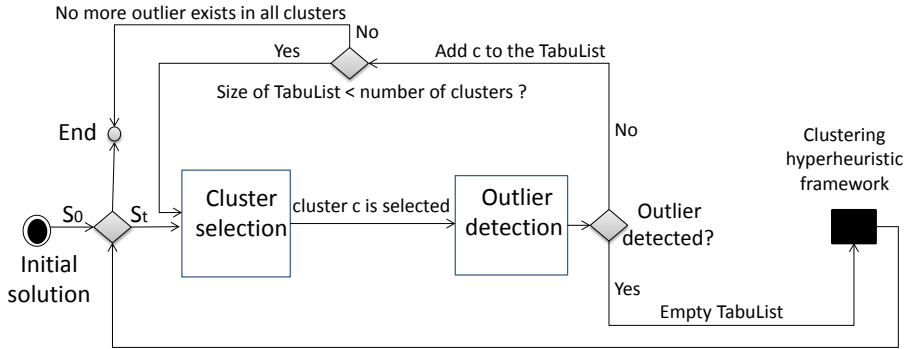 No more outlier exists in all clusters
No
Yes
Add c to the TabuList
Size of TabuList < number of clusters ?
End
No
Clustering
hyperheuristic
framework
S0
St
Cluster
selection
cluster c is selected
Outlier
detection
Outlier
detected?
Initial
solution
Yes
Empty TabuList